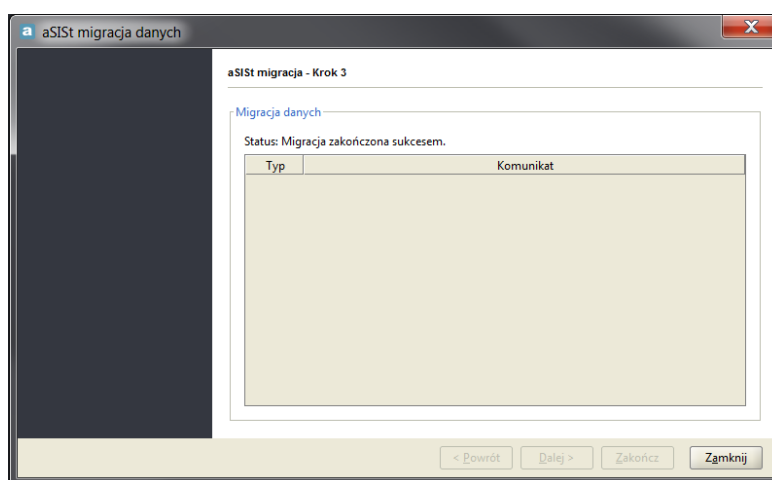 a aSISt migracja danych X
aSISt migracja - Krok 3
Migracja danych
Status: Migracja zakończona sukcesem.
Typ Komunikat
< Powrót Dalej > Zakończ Zamknij